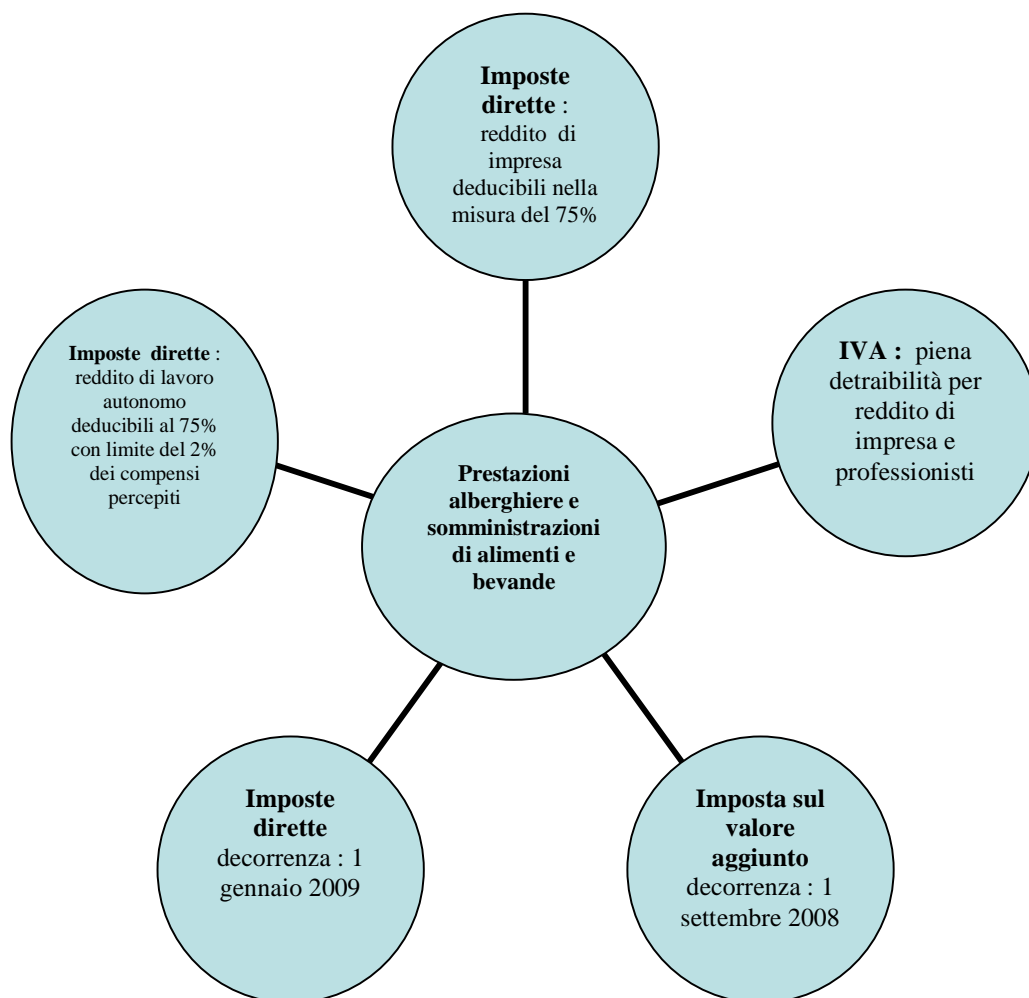 Imposte
dirette :
reddito di
impresa
deducibili nella
misura del 75%
Imposte dirette :
reddito di lavoro
autonomo
deducibili al 75%
con limite del 2%
dei compensi
percepiti
IVA : piena
detraibilità per
reddito di
impresa e
professionisti
Prestazioni
alberghiere e
somministrazioni
di alimenti e
bevande
Imposte
dirette
decorrenza : 1
gennaio 2009
Imposta sul
valore
aggiunto
decorrenza : 1
settembre 2008